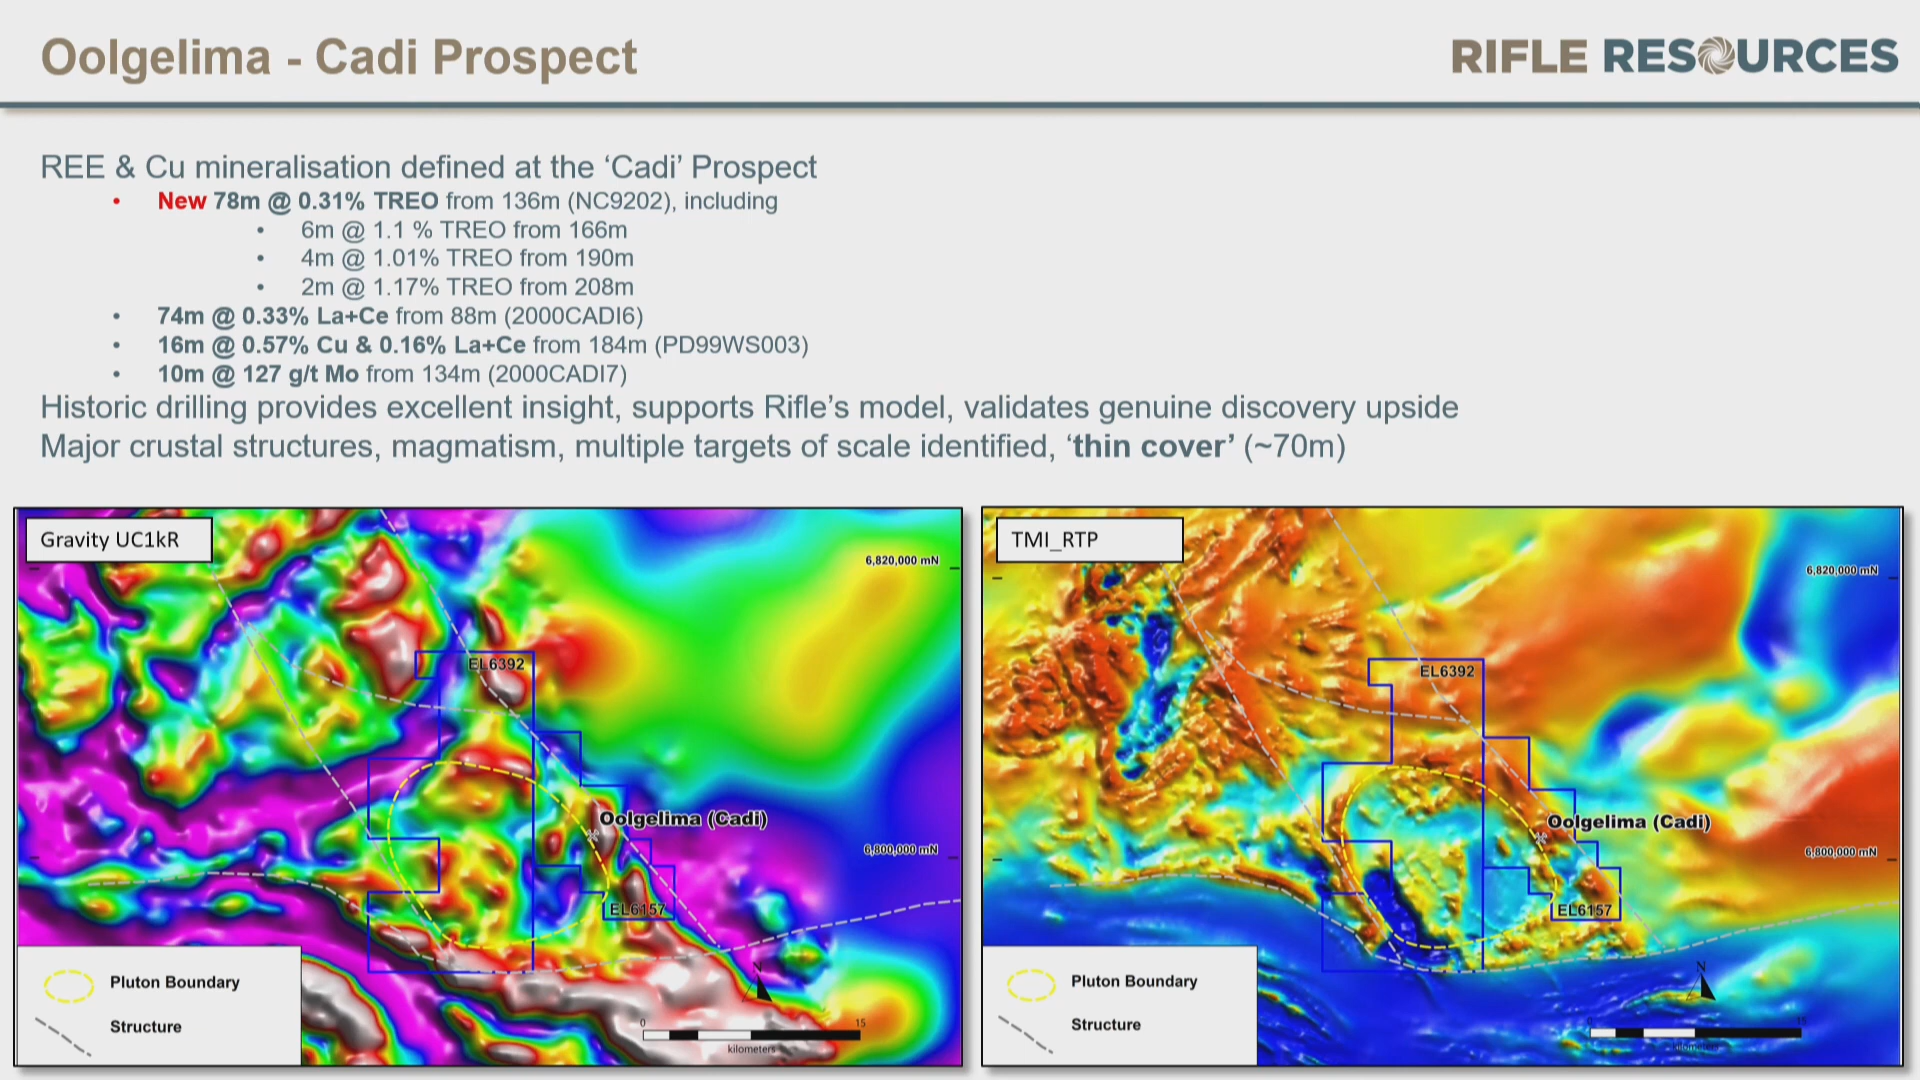 Oolgelima - Cadi Prospect
RIFLE RESOURCES
REE & Cu mineralisation defined at the ‘Cadi’ Prospect
• New 78m @ 0.31% TREO from 136m (NC9202), including
• 6m @ 1.1 % TREO from 166m
• 4m @ 1.01% TREO from 190m
• 2m @ 1.17% TREO from 208m
• 74m @ 0.33% La+Ce from 88m (2000CADI6)
• 16m @ 0.57% Cu & 0.16% La+Ce from 184m (PD99WS003)
• 10m @ 127 g/t Mo from 134m (2000CADI7)
Historic drilling provides excellent insight, supports Rifle’s model, validates genuine discovery upside
Major crustal structures, magmatism, multiple targets of scale identified, ‘thin cover’ (~70m)
Gravity UC1kR
6,820,000 mN
EL6392
Oolgelima (Cadi)
6,800,000 mN
EL6157
Pluton Boundary
Structure
N
0 15
kilometers
TMI_RTP
6,820,000 mN
EL6392
Oolgelima (Cadi)
6,800,000 mN
EL6157
Pluton Boundary
Structure
N